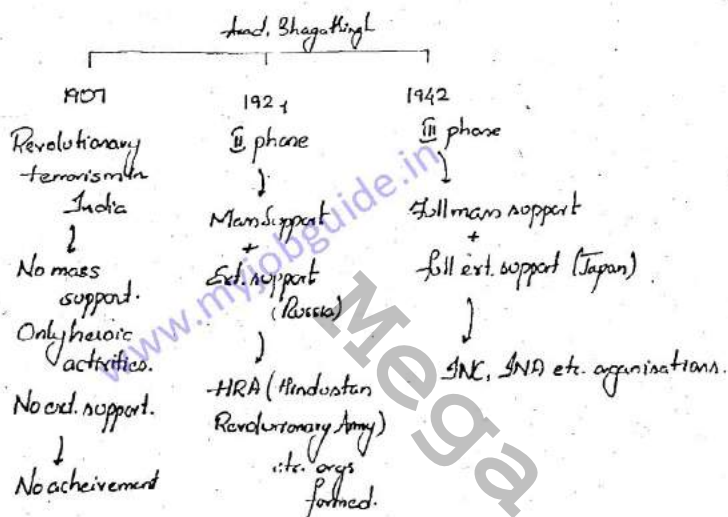 Azad, Bhagathsingh
1907
Revolutionary
terrorism in
India
No mass
support.
Only heroic
activities.
No ext. support.
No acheivement
192
II phase
Mass Support
+
Ext. support
(Russia)
HRA (Hindustan
Revolutionary Army)
etc. orgs
formed.
1942
III phase
Full mass support
+
full ext. support (Japan)
INC, INA etc. organisations.
www.myjobguide.in
Mega